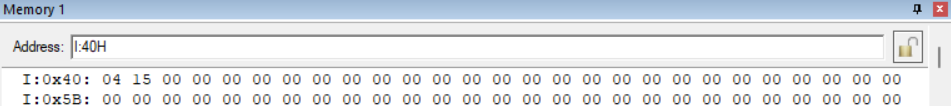 Memory 1
Address: I:40H
I:0x40: 04 15 00 00 00 00 00 00 00 00 00 00 00 00 00 00 00 00 00 00 00 00 00 00 00 00 00
I:0x5B: 00 00 00 00 00 00 00 00 00 00 00 00 00 00 00 00 00 00 00 00 00 00 00 00 00 00 00